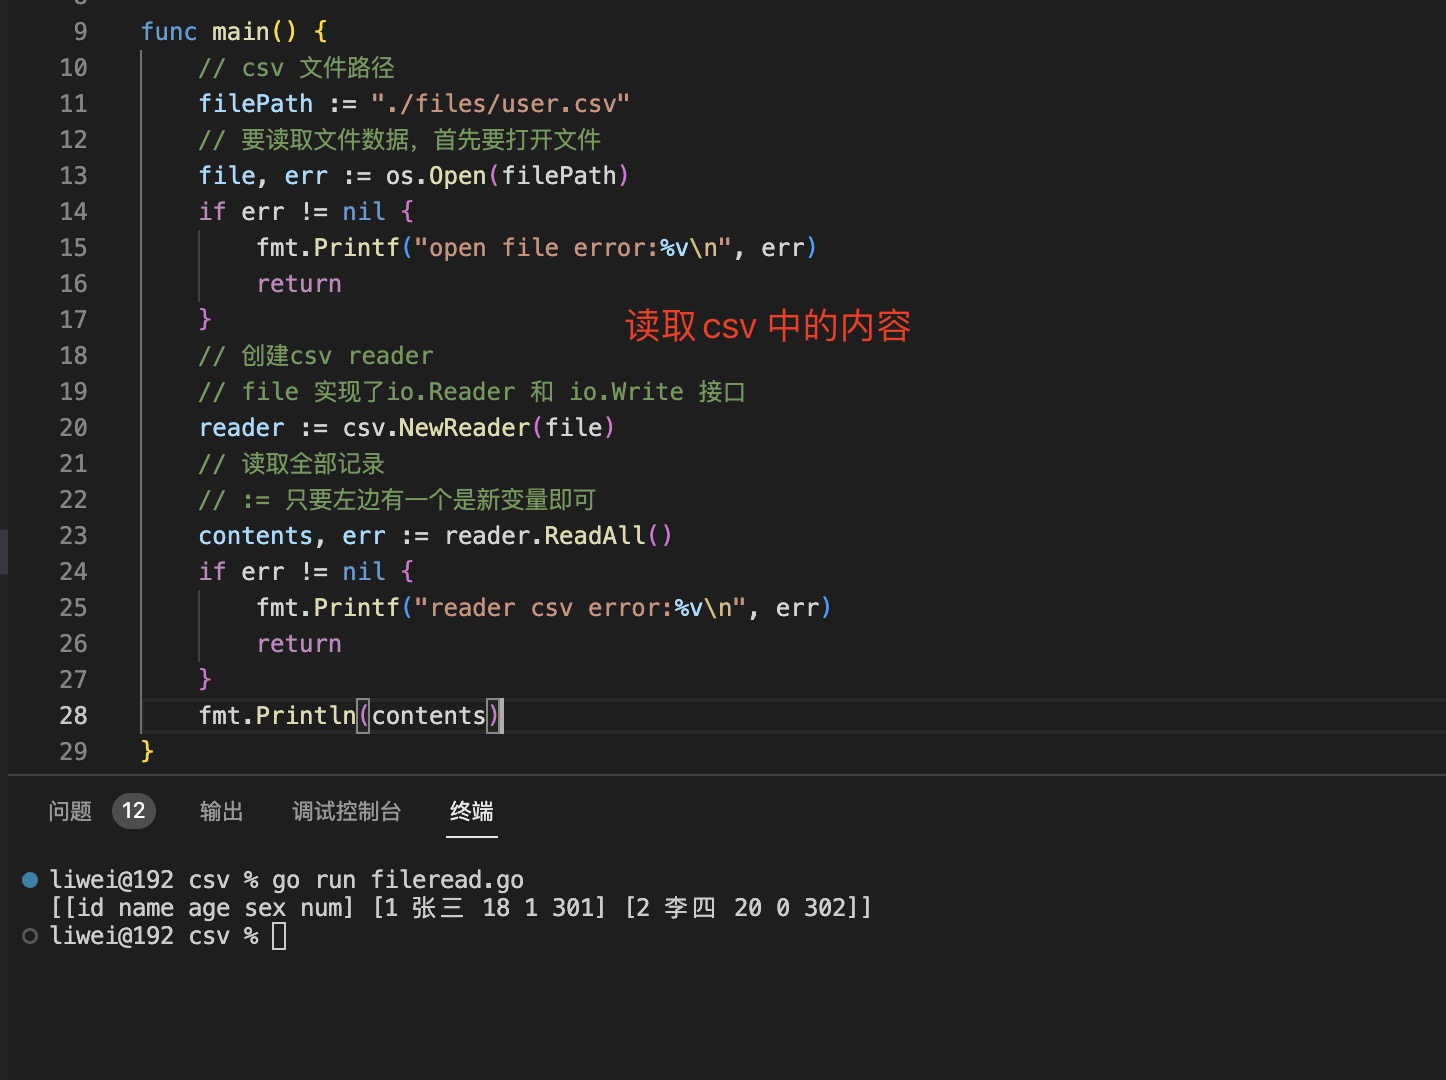 9 func main() {
10 // csv 文件路径
11 filePath := "./files/user.csv"
12 // 要读取文件数据，首先要打开文件
13 file, err := os.Open(filePath)
14 if err != nil {
15 fmt.Printf("open file error:%v\n", err)
16 return
17 }
读取 csv 中的内容
18 // 创建csv reader
19 // file 实现了io.Reader 和 io.Write 接口
20 reader := csv.NewReader(file)
21 // 读取全部记录
22 // := 只要左边有一个是新变量即可
23 contents, err := reader.ReadAll()
24 if err != nil {
25 fmt.Printf("reader csv error:%v\n", err)
26 return
27 }
28 fmt.Println(contents)
29 }
问题 12 输出 调试控制台 终端
liwei@192 csv % go run fileread.go
[[id name age sex num] [1 张三 18 1 301] [2 李四 20 0 302]]
liwei@192 csv %